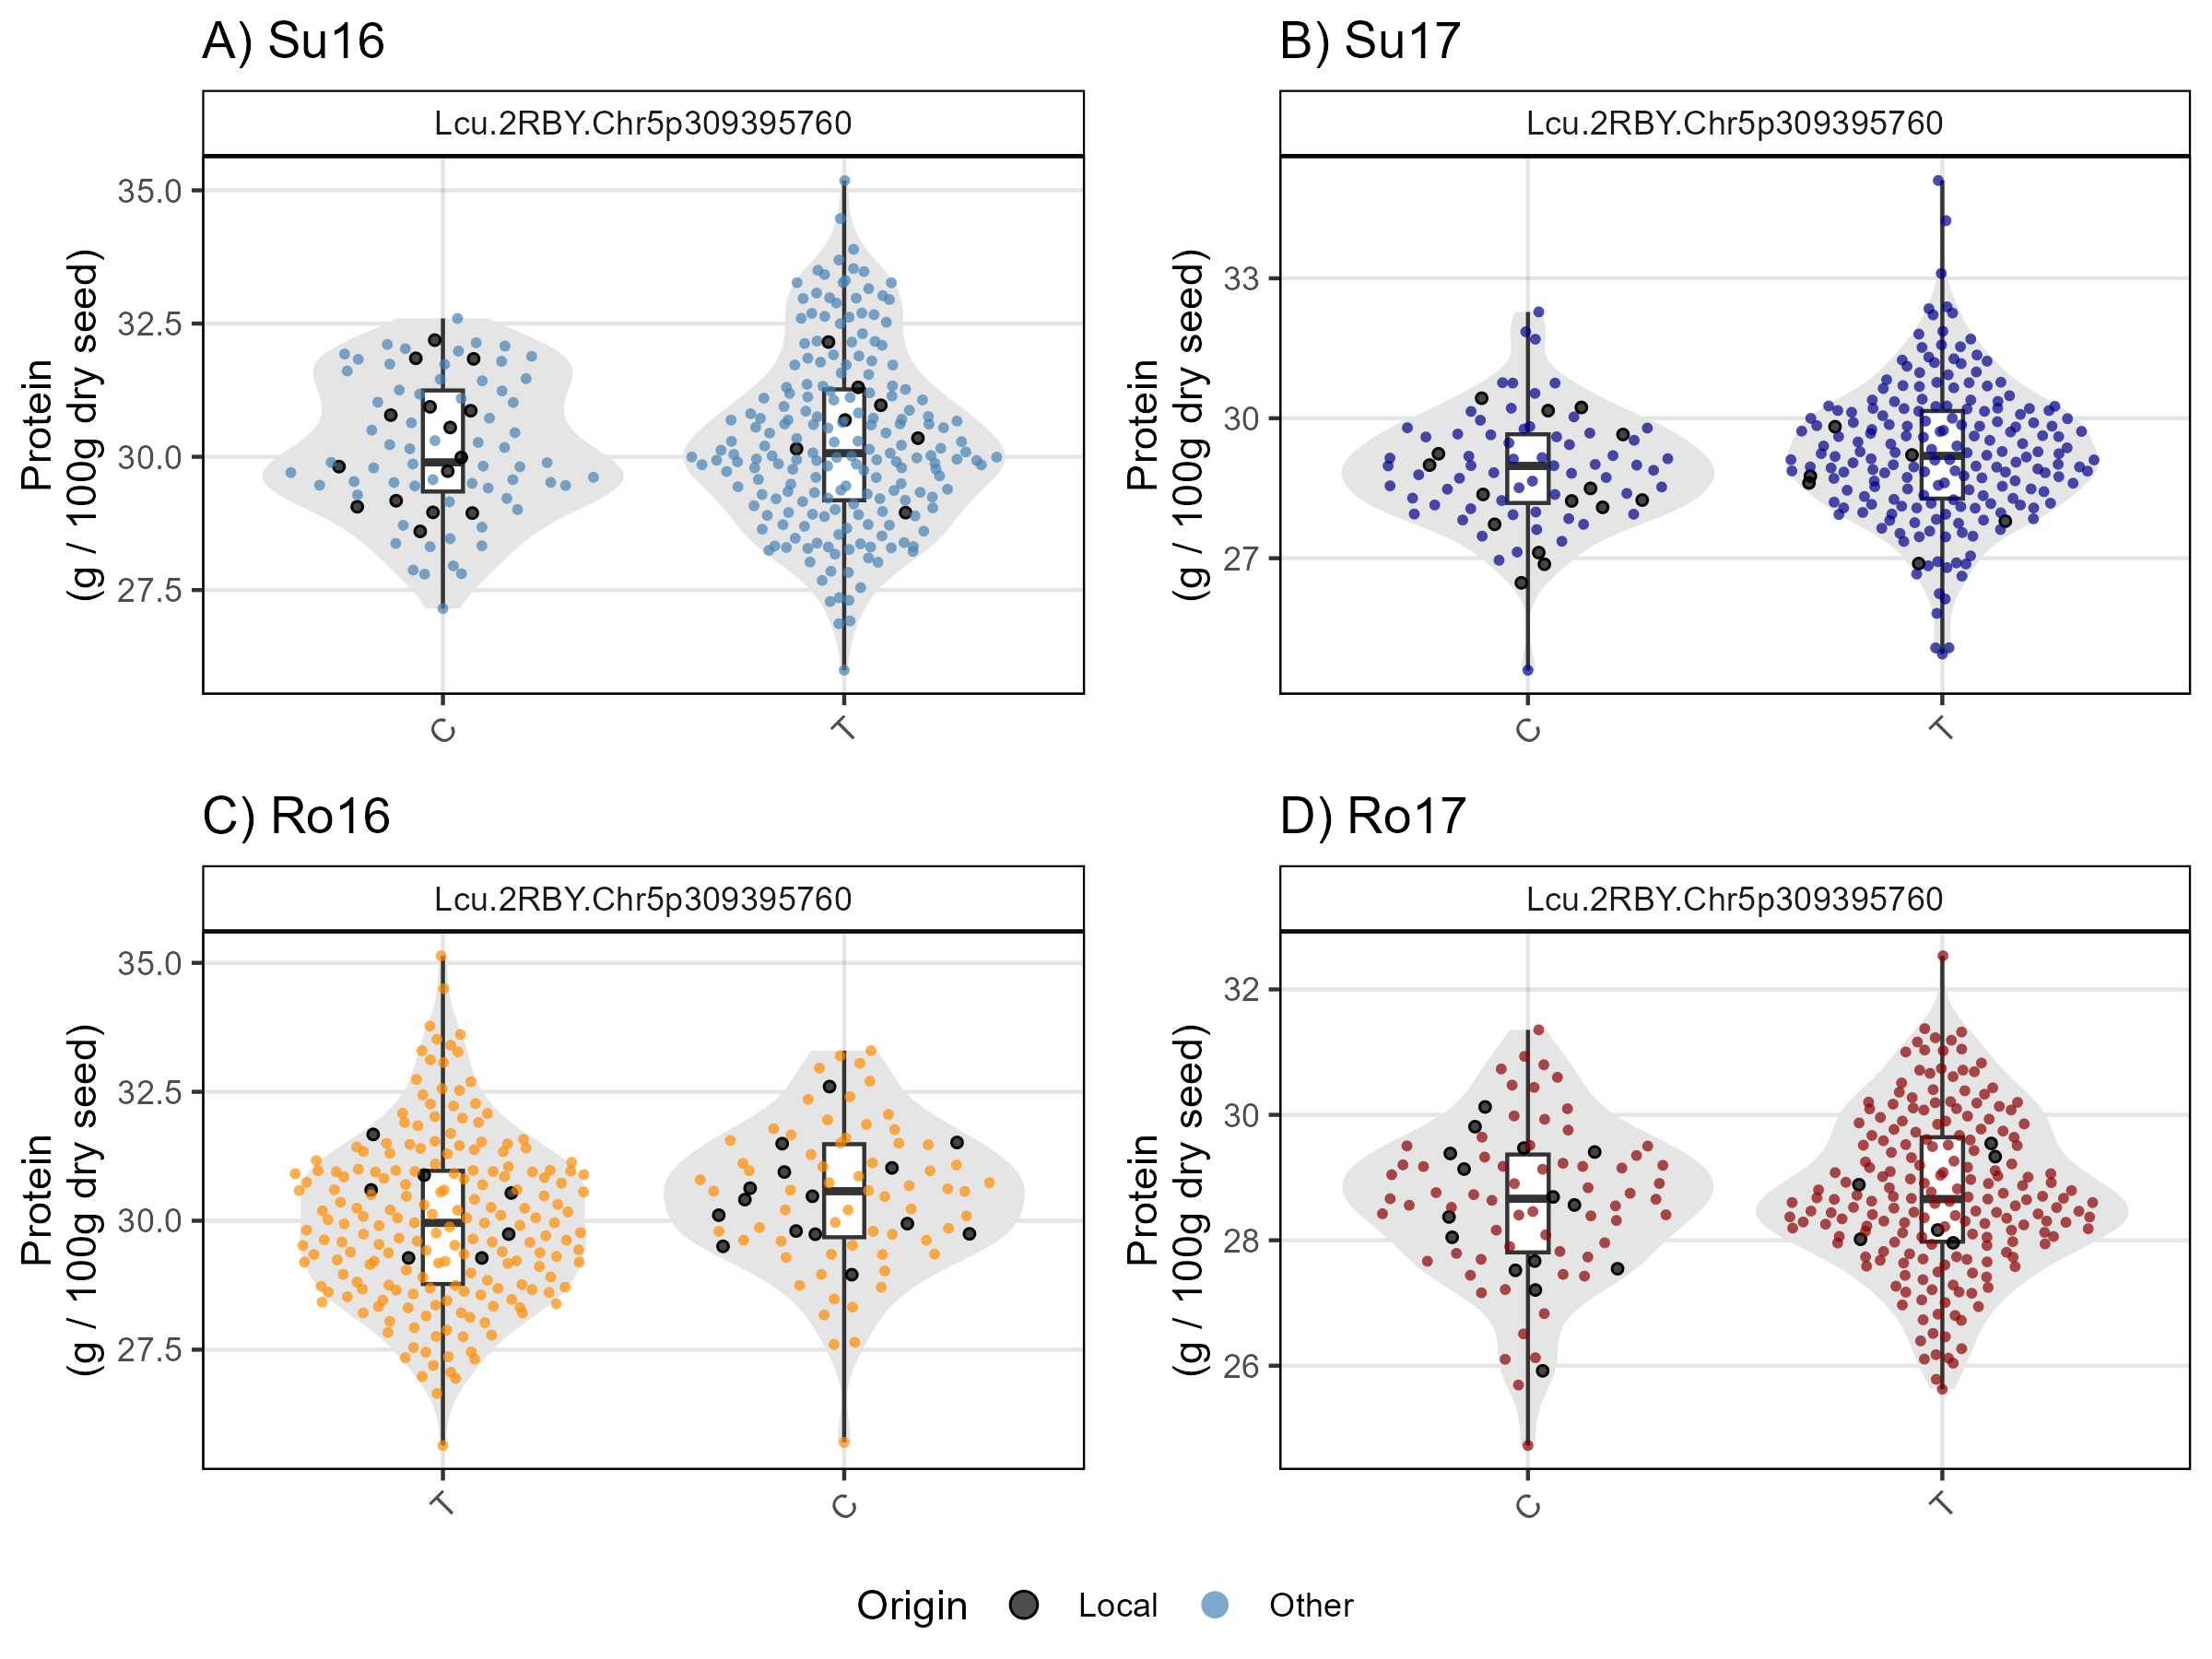 A) Su16
Lcu.2RBY.Chr5p309395760
Protein
(g / 100g dry seed)
35.0
32.5
30.0
27.5
C
T
B) Su17
Lcu.2RBY.Chr5p309395760
Protein
(g / 100g dry seed)
33
30
27
C
T
C) Ro16
Lcu.2RBY.Chr5p309395760
Protein
(g / 100g dry seed)
35.0
32.5
30.0
27.5
T
C
D) Ro17
Lcu.2RBY.Chr5p309395760
Protein
(g / 100g dry seed)
32
30
28
26
C
T
Origin Local Other